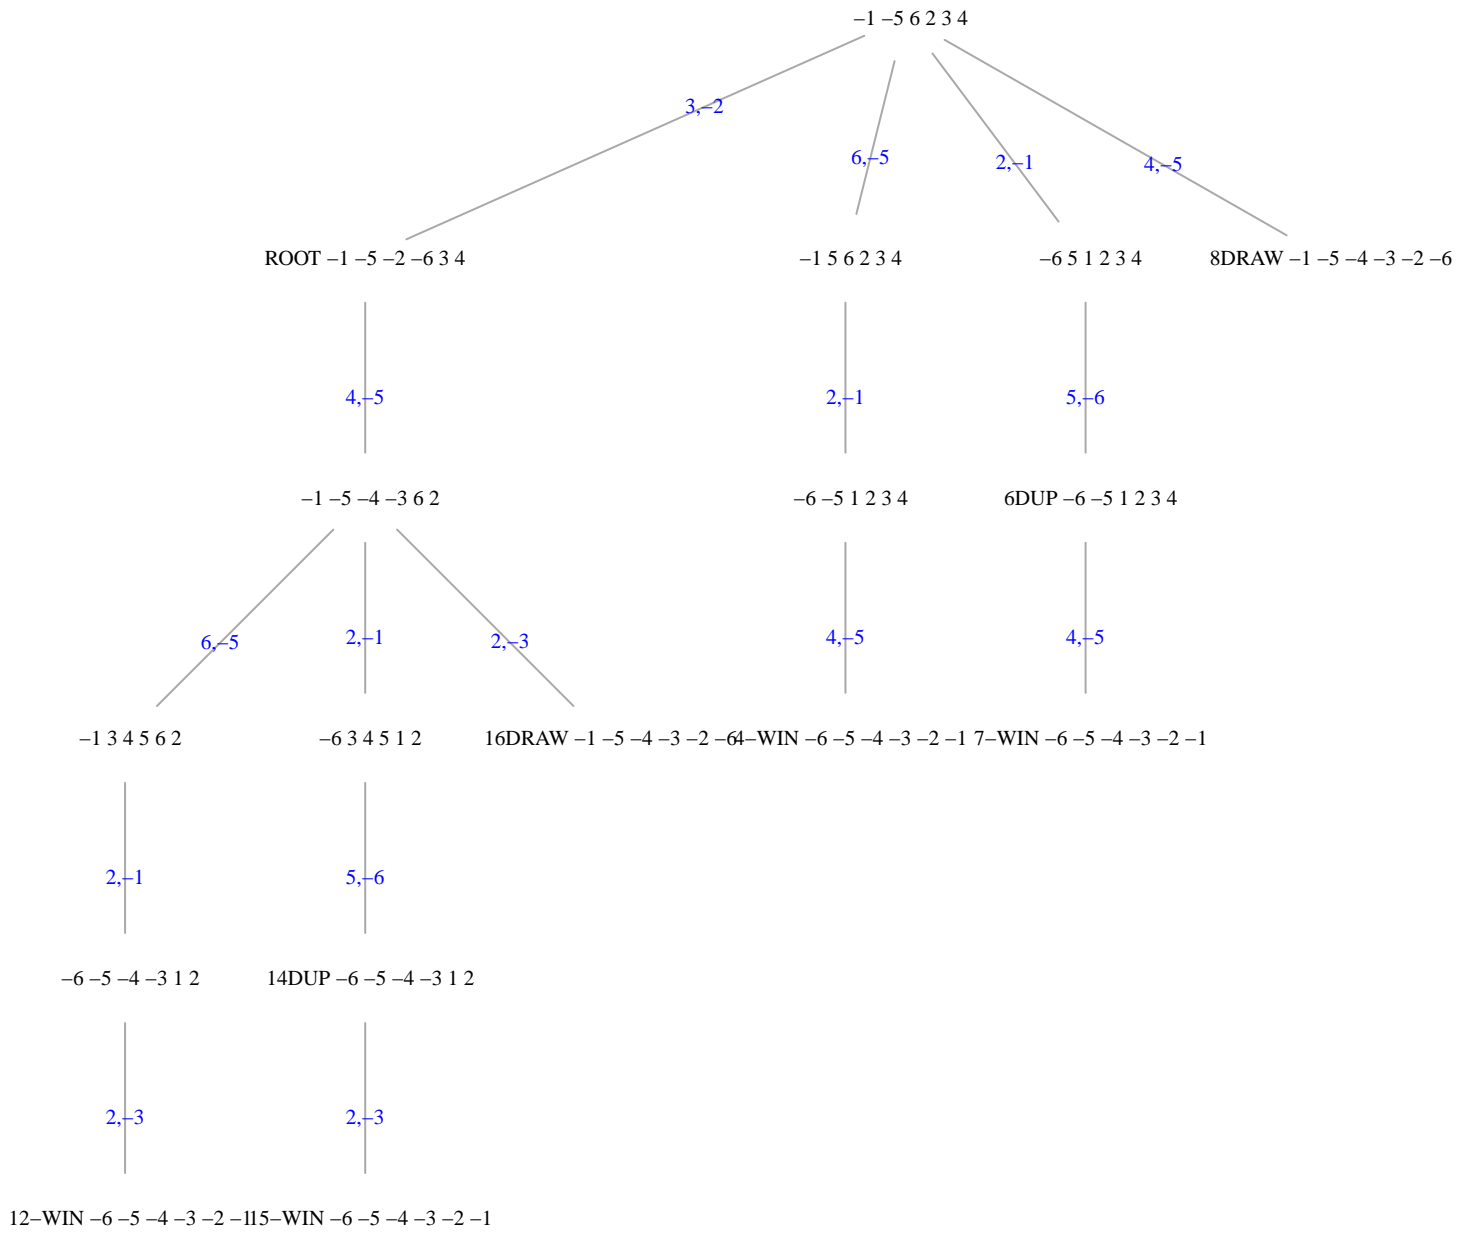 –1 –5 6 2 3 4
3,–2
6,–5
2,–1
4,–5
ROOT –1 –5 –2 –6 3 4
–1 5 6 2 3 4
–6 5 1 2 3 4
8DRAW –1 –5 –4 –3 –2 –6
4,–5
2,–1
5,–6
–1 –5 –4 –3 6 2
–6 –5 1 2 3 4
6DUP –6 –5 1 2 3 4
6,–5
2,–1
2,–3
4,–5
4,–5
–1 3 4 5 6 2
–6 3 4 5 1 2
16DRAW –1 –5 –4 –3 –2 –6
4–WIN –6 –5 –4 –3 –2 –1
7–WIN –6 –5 –4 –3 –2 –1
2,–1
5,–6
–6 –5 –4 –3 1 2
14DUP –6 –5 –4 –3 1 2
2,–3
2,–3
12–WIN –6 –5 –4 –3 –2 –1
15–WIN –6 –5 –4 –3 –2 –1